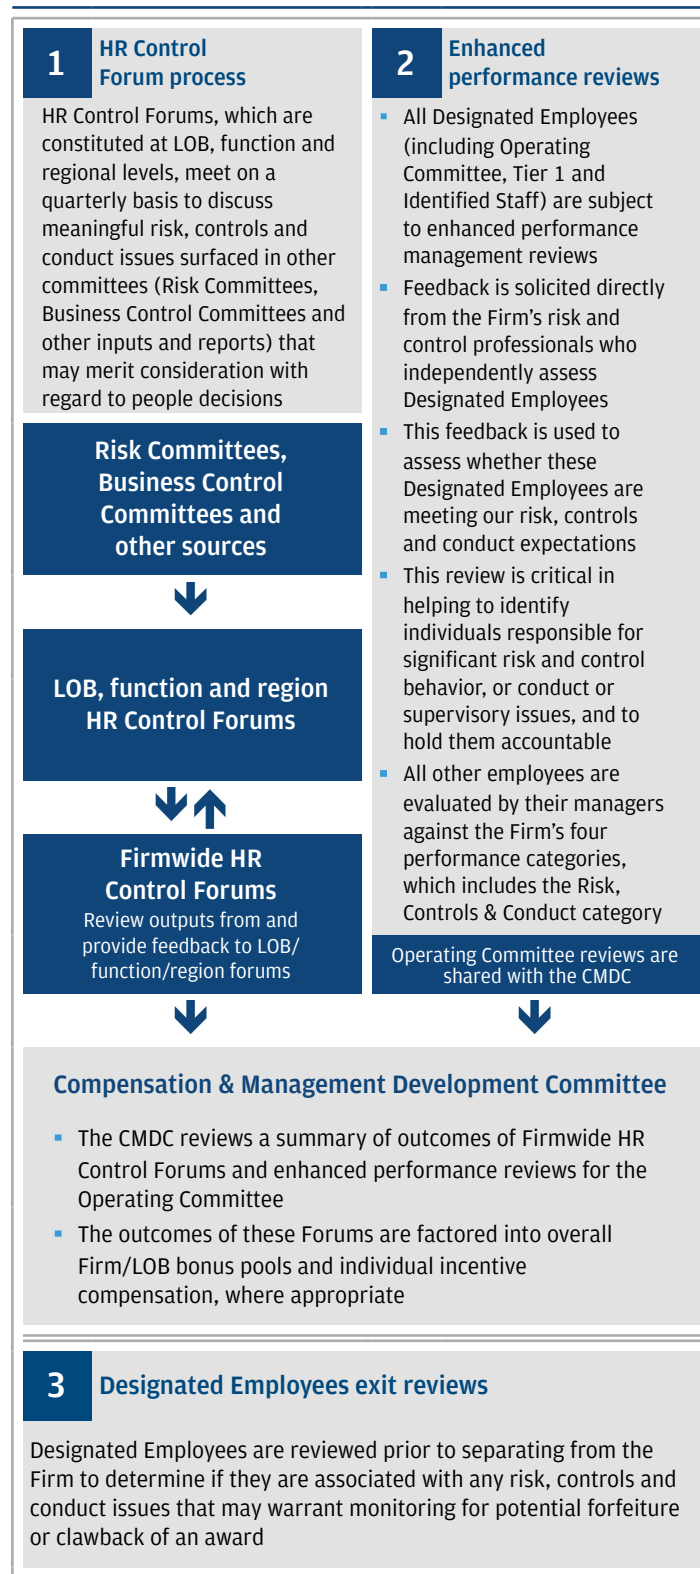 1
HR Control
Forum process
HR Control Forums, which are
constituted at LOB, function and
regional levels, meet on a
quarterly basis to discuss
meaningful risk, controls and
conduct issues surfaced in other
committees (Risk Committees,
Business Control Committees and
other inputs and reports) that
may merit consideration with
regard to people decisions
Risk Committees,
Business Control
Committees and
other sources
LOB, function and region
HR Control Forums
Firmwide HR
Control Forums
Review outputs from and
provide feedback to LOB/
function/region forums
2
Enhanced
performance reviews
▪ All Designated Employees
(including Operating
Committee, Tier 1 and
Identified Staff) are subject
to enhanced performance
management reviews
▪ Feedback is solicited directly
from the Firm’s risk and
control professionals who
independently assess
Designated Employees
▪ This feedback is used to
assess whether these
Designated Employees are
meeting our risk, controls
and conduct expectations
▪ This review is critical in
helping to identify
individuals responsible for
significant risk and control
behavior, or conduct or
supervisory issues, and to
hold them accountable
▪ All other employees are
evaluated by their managers
against the Firm’s four
performance categories,
which includes the Risk,
Controls & Conduct category
Operating Committee reviews are
shared with the CMDC
Compensation & Management Development Committee
▪ The CMDC reviews a summary of outcomes of Firmwide HR
Control Forums and enhanced performance reviews for the
Operating Committee
▪ The outcomes of these Forums are factored into overall
Firm/LOB bonus pools and individual incentive
compensation, where appropriate
3
Designated Employees exit reviews
Designated Employees are reviewed prior to separating from the
Firm to determine if they are associated with any risk, controls and
conduct issues that may warrant monitoring for potential forfeiture
or clawback of an award